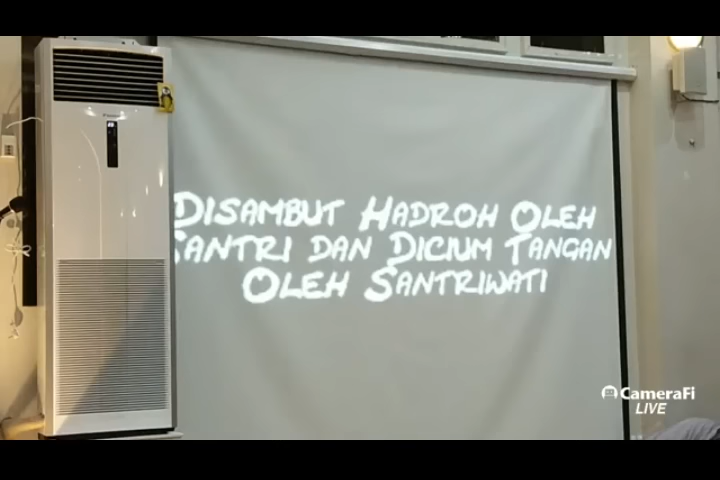 Disambut Hadroh Oleh
Santri dan Dicium Tangan
Oleh Santriwati
CameraFi
LIVE